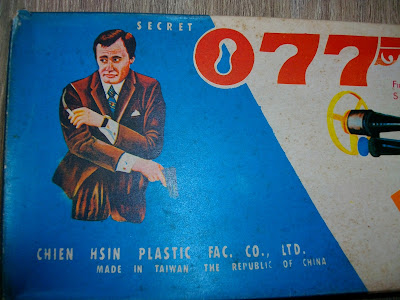 SECRET
077
CHIEN HSIN PLASTIC FAC. CO., LTD.
MADE IN TAIWAN THE REPUBLIC OF CHINA